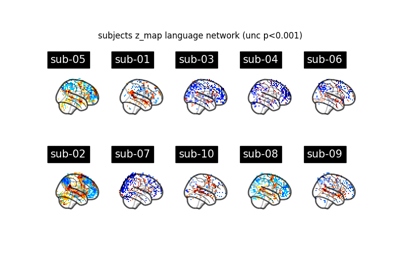 subjects z_map language network (unc p<0.001)
sub-05 sub-01 sub-03 sub-04 sub-06
sub-02 sub-07 sub-10 sub-08 sub-09